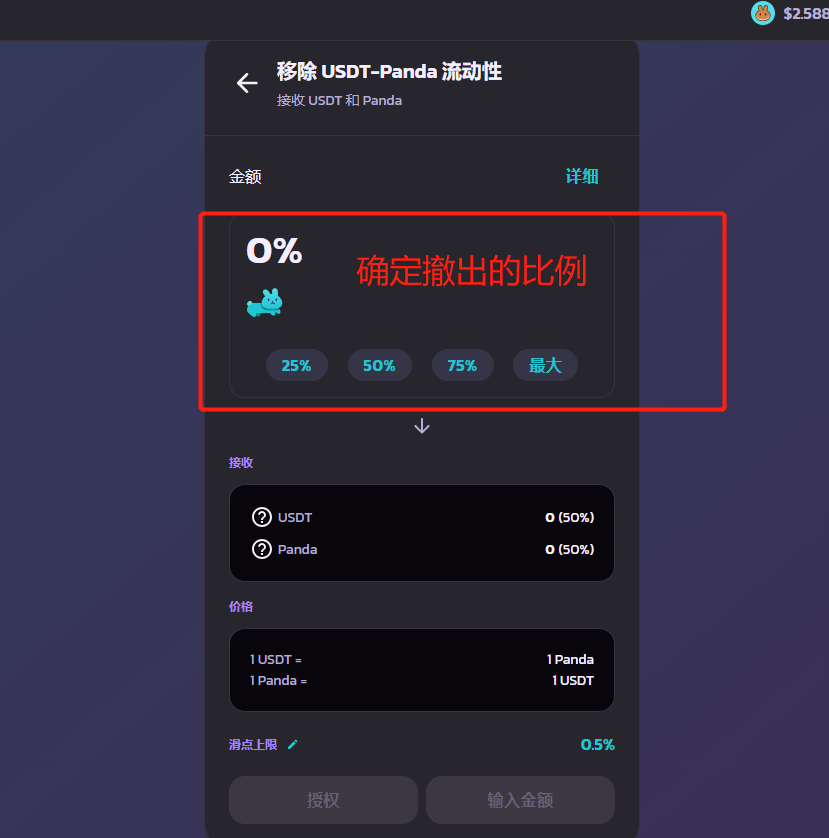 $2.588
移除 USDT-Panda 流动性
接收 USDT 和 Panda
金额 详细
0%
确定撤出的比例
25% 50% 75% 最大
接收
USDT 0 (50%)
Panda 0 (50%)
价格
1 USDT = 1 Panda
1 Panda = 1 USDT
滑点上限 0.5%
授权 输入金额